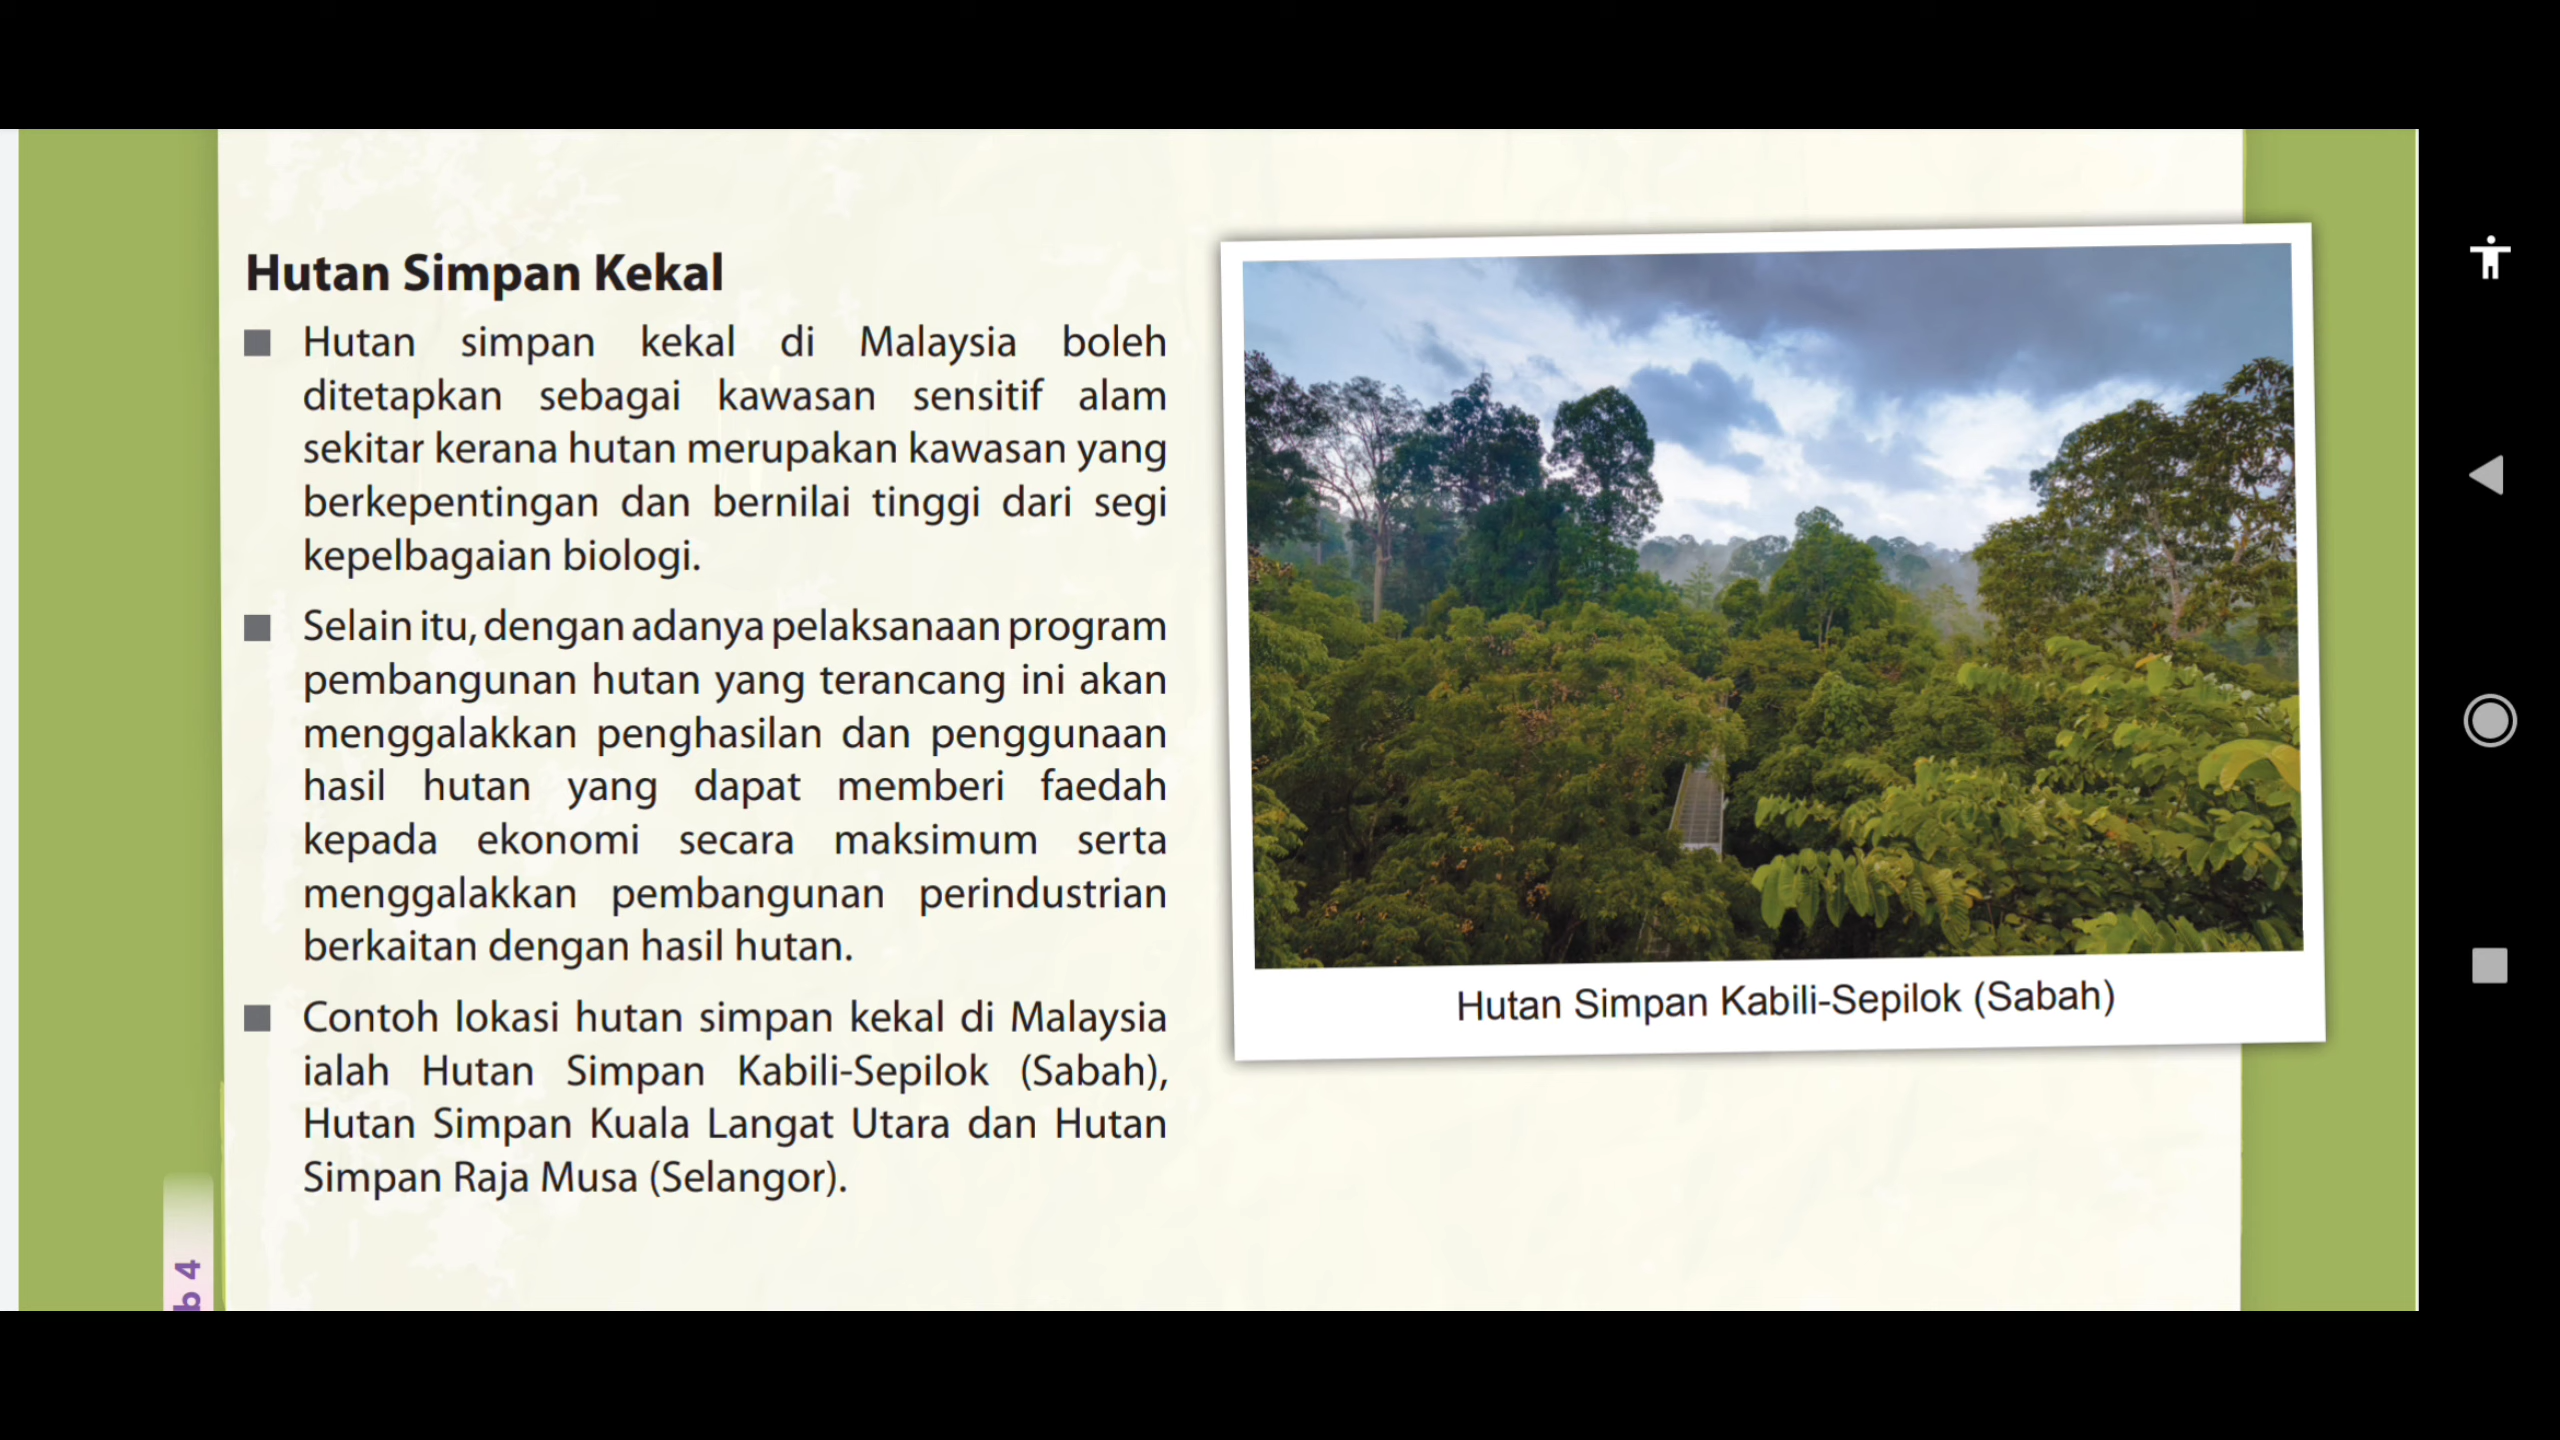 Hutan Simpan Kekal
Hutan simpan kekal di Malaysia boleh
ditetapkan sebagai kawasan sensitif alam
sekitar kerana hutan merupakan kawasan yang
berkepentingan dan bernilai tinggi dari segi
kepelbagaian biologi.
Selain itu, dengan adanya pelaksanaan program
pembangunan hutan yang terancang ini akan
menggalakkan penghasilan dan penggunaan
hasil hutan yang dapat memberi faedah
kepada ekonomi secara maksimum serta
menggalakkan pembangunan perindustrian
berkaitan dengan hasil hutan.
Contoh lokasi hutan simpan kekal di Malaysia
ialah Hutan Simpan Kabili-Sepilok (Sabah),
Hutan Simpan Kuala Langat Utara dan Hutan
Simpan Raja Musa (Selangor).
Hutan Simpan Kabili-Sepilok (Sabah)
b 4